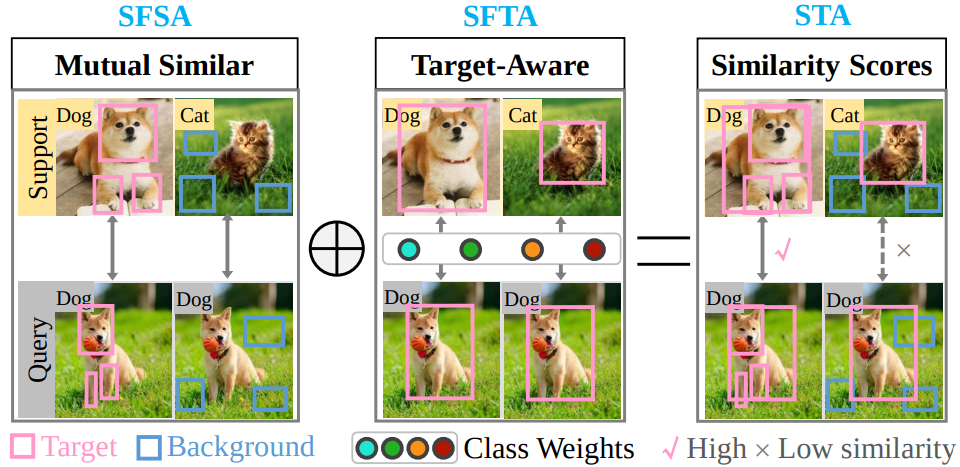 SFSA
SFTA
STA
Mutual Similar
Target-Aware
Similarity Scores
Support
Dog
Cat
Dog
Cat
Dog
Cat
×
Query
Dog
Dog
Dog
Dog
Dog
Dog
Target
Background
Class Weights
√ High × Low similarity